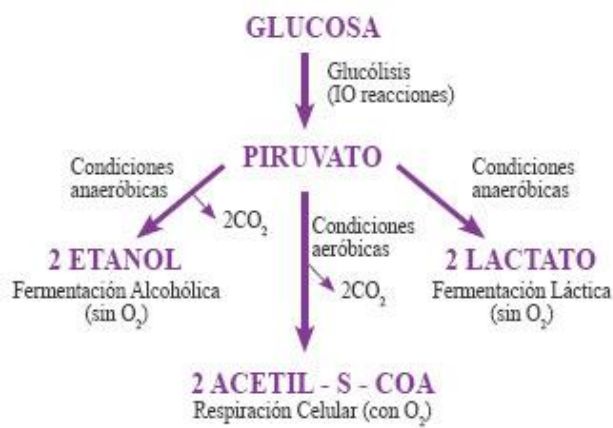 GLUCOSA
Glucólisis
(IO reacciones)
PIRUVATO
Condiciones
anaeróbicas
2CO₂
Condiciones
aeróbicas
2CO₂
Condiciones
anaeróbicas
2 ETANOL
Fermentación Alcohólica
(sin O₂)
2 LACTATO
Fermentación Láctica
(sin O₂)
2 ACETIL - S - COA
Respiración Celular (con O₂)